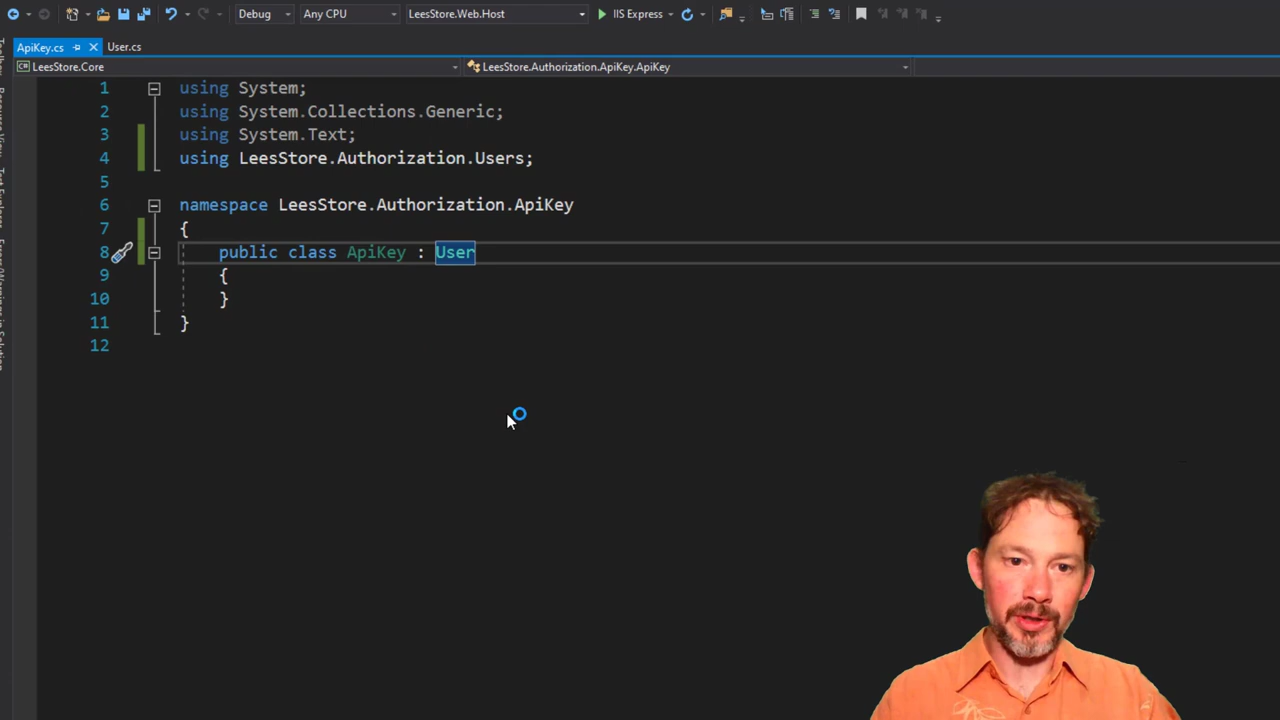 Debug Any CPU LeesStore.Web.Host IIS Express
ApiKey.cs User.cs
LeesStore.Core LeesStore.Authorization.ApiKey.ApiKey
1 using System;
2 using System.Collections.Generic;
3 using System.Text;
4 using LeesStore.Authorization.Users;
5
6 namespace LeesStore.Authorization.ApiKey
7 {
8 public class ApiKey : User
9 {
10 }
11 }
12